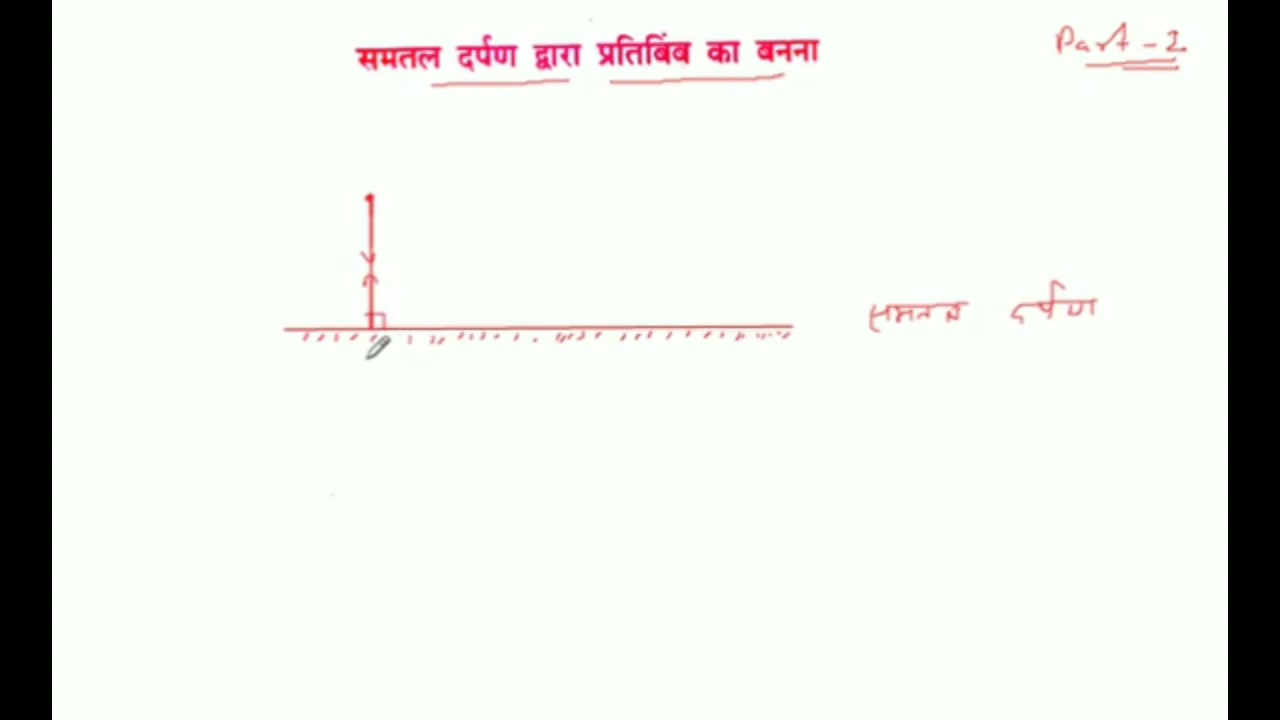 समतल दर्पण द्वारा प्रतिबिंब का बनना
Part - 2
समतल दर्पण